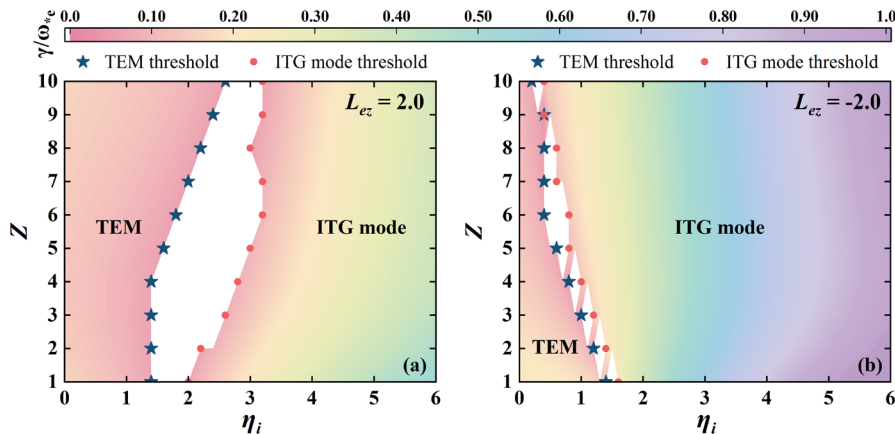 γ/ω*e
0.0 0.10 0.20 0.30 0.40 0.50 0.60 0.70 0.80 0.90 1.0
TEM threshold ITG mode threshold TEM threshold ITG mode threshold
10
9
8
7
6
5
4
3
2
1
Z
L_ez = 2.0
TEM
ITG mode
(a)
0 1 2 3 4 5 6
η_i
10
9
8
7
6
5
4
3
2
1
Z
L_ez = -2.0
ITG mode
TEM
(b)
0 1 2 3 4 5 6
η_i